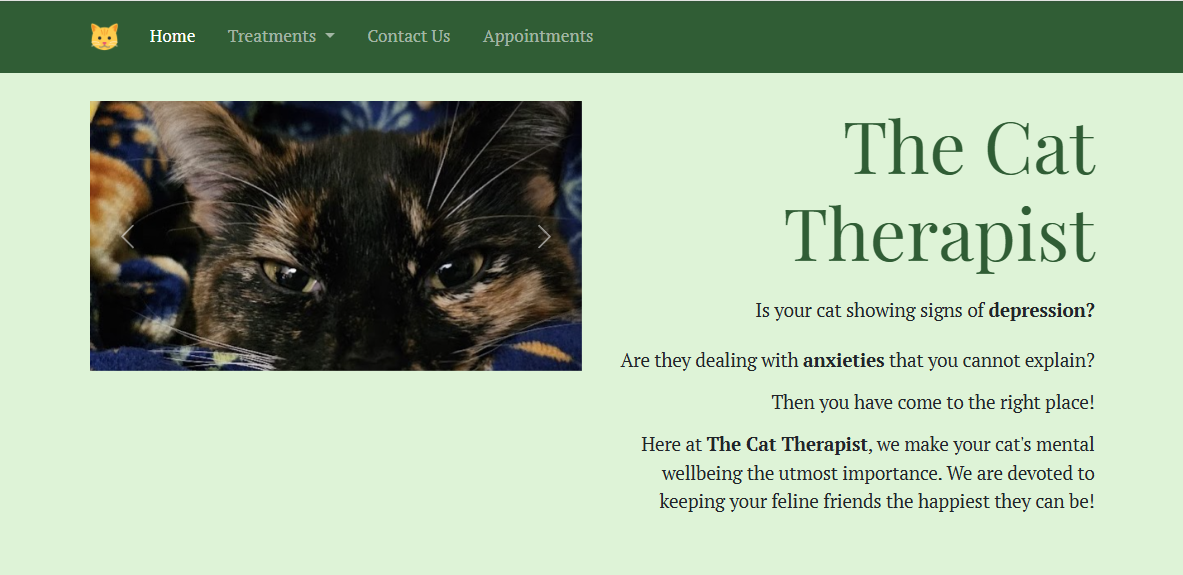 Home Treatments Contact Us Appointments
The Cat
Therapist
Is your cat showing signs of depression?
Are they dealing with anxieties that you cannot explain?
Then you have come to the right place!
Here at The Cat Therapist, we make your cat's mental
wellbeing the utmost importance. We are devoted to
keeping your feline friends the happiest they can be!